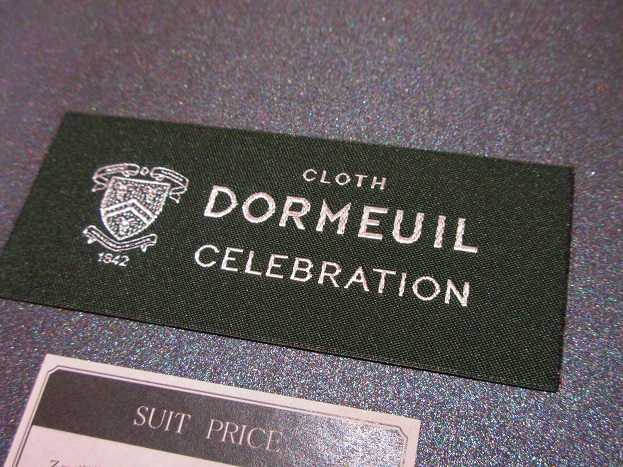 CLOTH
DORMEUIL
CELEBRATION
1842
SUIT PRICE